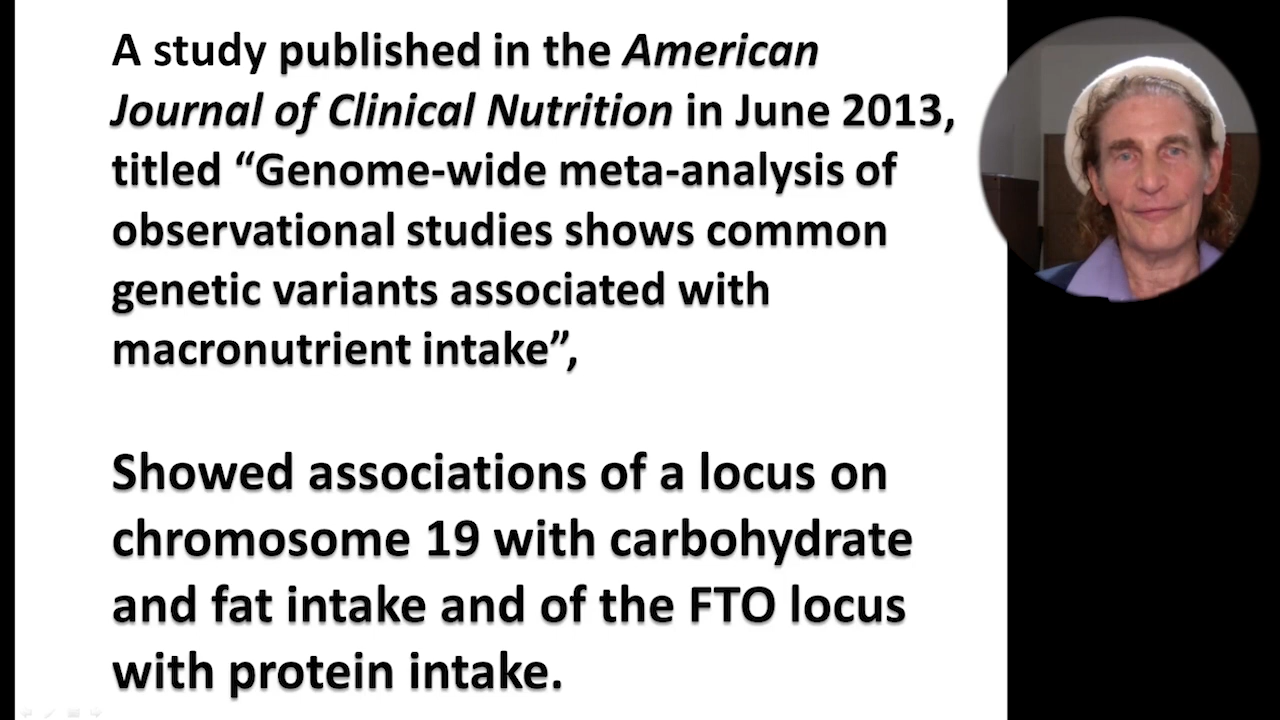 A study published in the American
Journal of Clinical Nutrition in June 2013,
titled “Genome-wide meta-analysis of
observational studies shows common
genetic variants associated with
macronutrient intake”,
Showed associations of a locus on
chromosome 19 with carbohydrate
and fat intake and of the FTO locus
with protein intake.